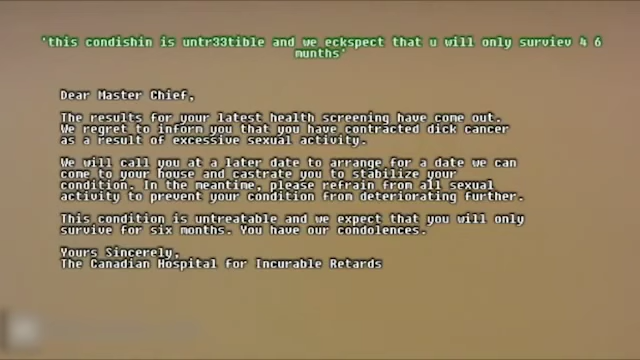 'this condishin is untr33tible and we eckspect that u will only surviev 4 6
munths'
Dear Master Chief,
The results for your latest health screening have come out.
We regret to inform you that you have contracted dick cancer
as a result of excessive sexual activity.
We will call you at a later date to arrange for a date we can
come to your house and castrate you to stabilize your
condition. In the meantime, please refrain from all sexual
activity to prevent your condition from deteriorating further.
This condition is untreatable and we expect that you will only
survive for six months. You have our condolences.
Yours Sincerely,
The Canadian Hospital for Incurable Retards